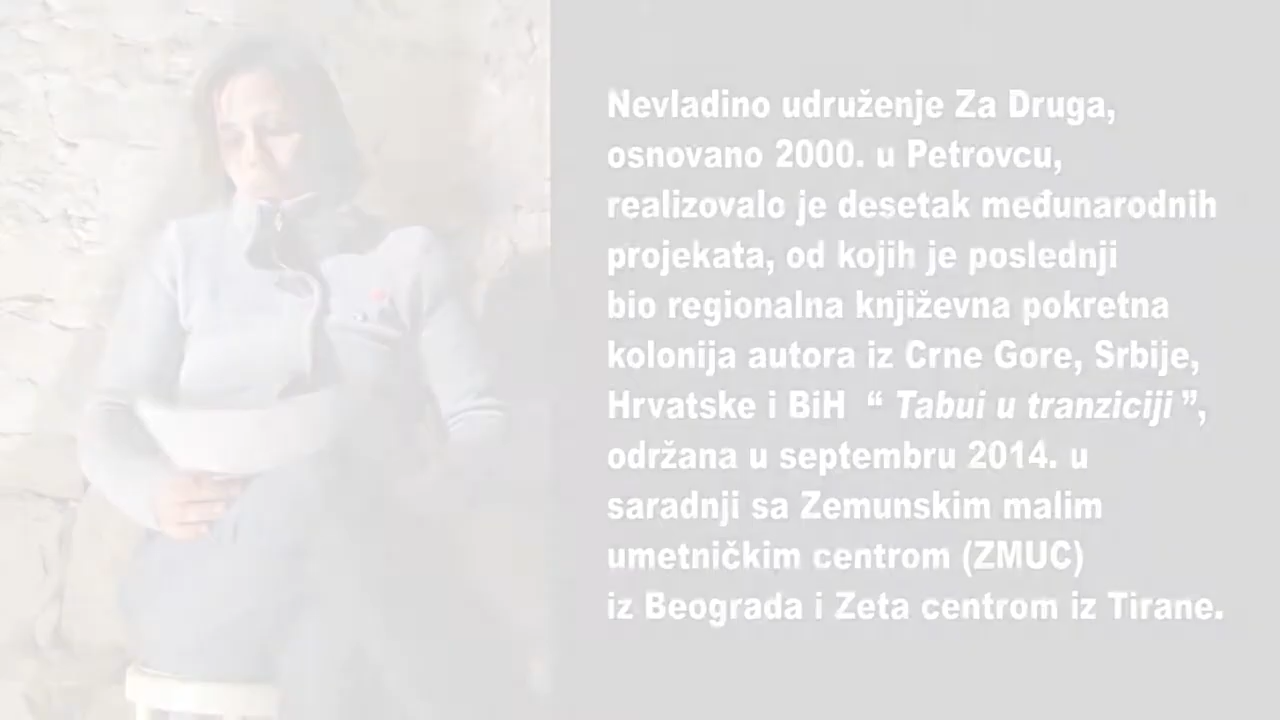 Nevladino udruženje Za Druga,
osnovano 2000. u Petrovcu,
realizovalo je desetak međunarodnih
projekata, od kojih je poslednji
bio regionalna književna pokretna
kolonija autora iz Crne Gore, Srbije,
Hrvatske i BiH “ Tabui u tranziciji ”,
održana u septembru 2014. u
saradnji sa Zemunskim malim
umetničkim centrom (ZMUC)
iz Beograda i Zeta centrom iz Tirane.